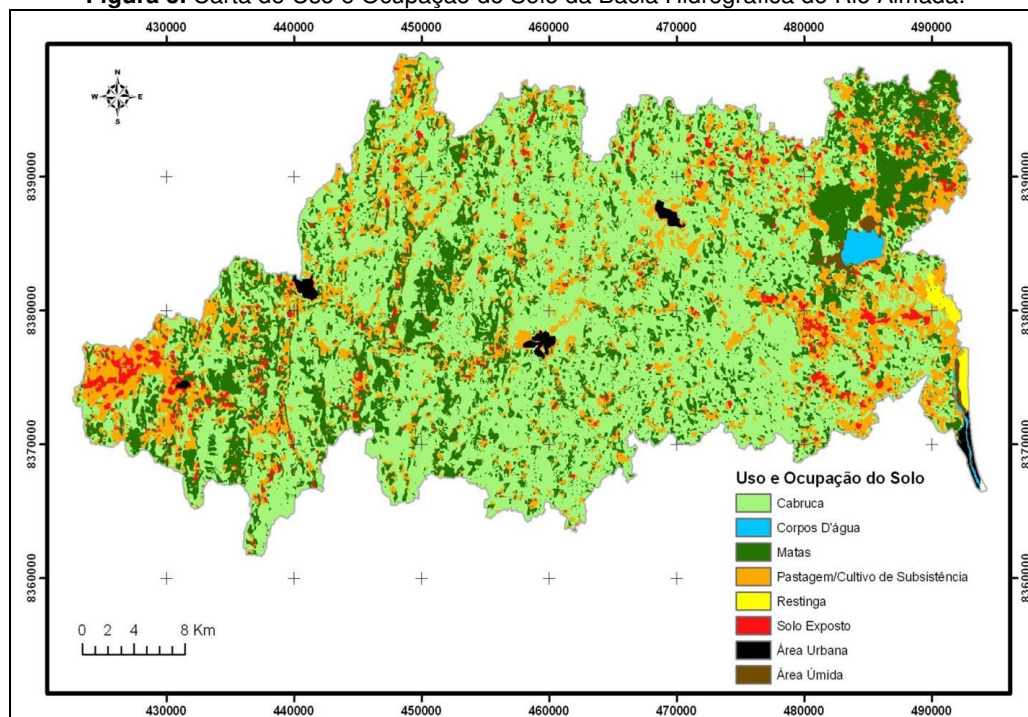 Figura 3. Carta de Uso e Ocupação do Solo da Bacia Hidrográfica do Rio Almada.
430000 440000 450000 460000 470000 480000 490000
N
W E
S
8390000 8390000
8380000 8380000
8370000 8370000
8360000 8360000
Uso e Ocupação do Solo
Cabruca
Corpos D'água
Matas
Pastagem/Cultivo de Subsistência
Restinga
Solo Exposto
Área Urbana
Área Úmida
0 2 4 8 Km
430000 440000 450000 460000 470000 480000 490000